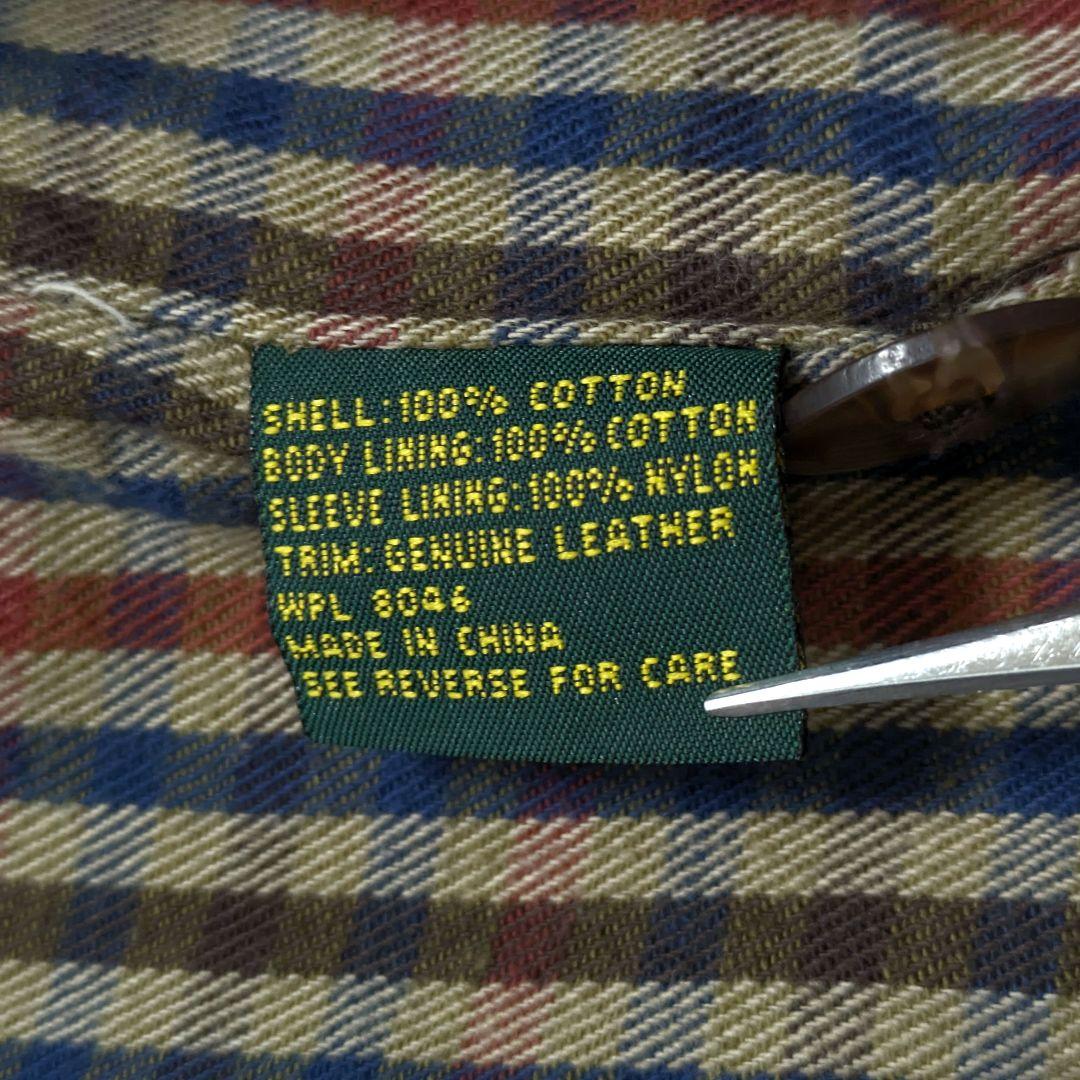 SHELL: 100% COTTON
BODY LINING: 100% COTTON
SLEEVE LINING: 100% NYLON
TRIM: GENUINE LEATHER
WPL 8046
MADE IN CHINA
SEE REVERSE FOR CARE